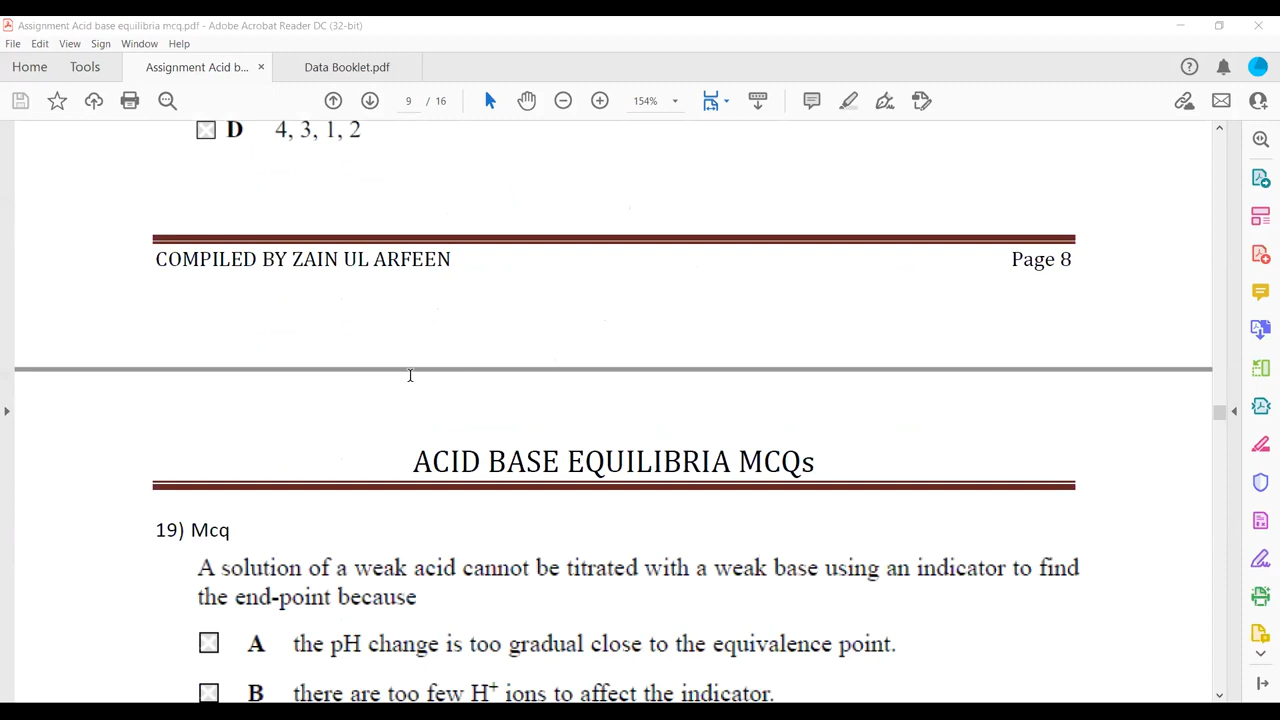 Assignment Acid base equilibria mcq.pdf - Adobe Acrobat Reader DC (32-bit)
File Edit View Sign Window Help
Home Tools Assignment Acid b... × Data Booklet.pdf
9 / 16 154%
D 4, 3, 1, 2
COMPILED BY ZAIN UL ARFEEN Page 8
ACID BASE EQUILIBRIA MCQs
19) Mcq
A solution of a weak acid cannot be titrated with a weak base using an indicator to find
the end-point because
A the pH change is too gradual close to the equivalence point.
B there are too few H⁺ ions to affect the indicator.